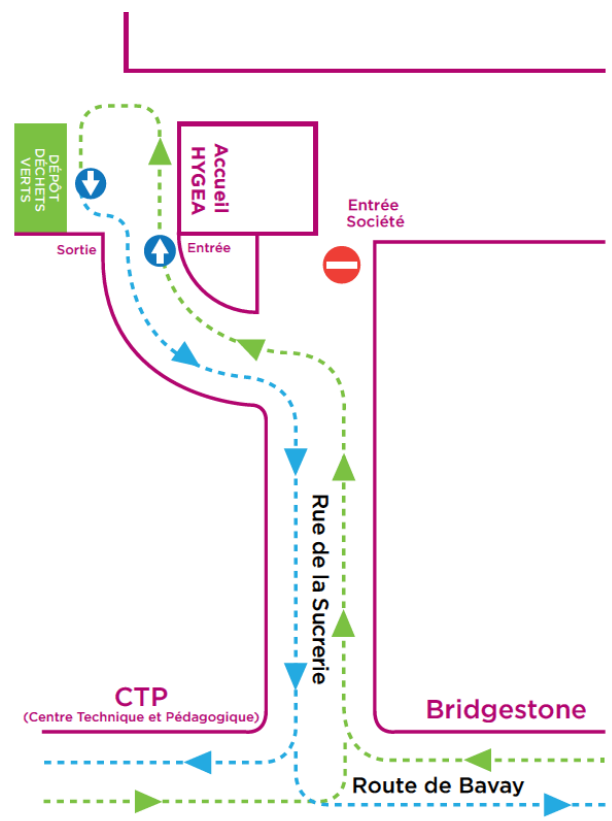 DÉPÔT
DÉCHETS
VERTS
Accueil
HYGEA
Entrée
Société
Sortie
Entrée
Rue de la Sucrerie
CTP
(Centre Technique et Pédagogique)
Bridgestone
Route de Bavay